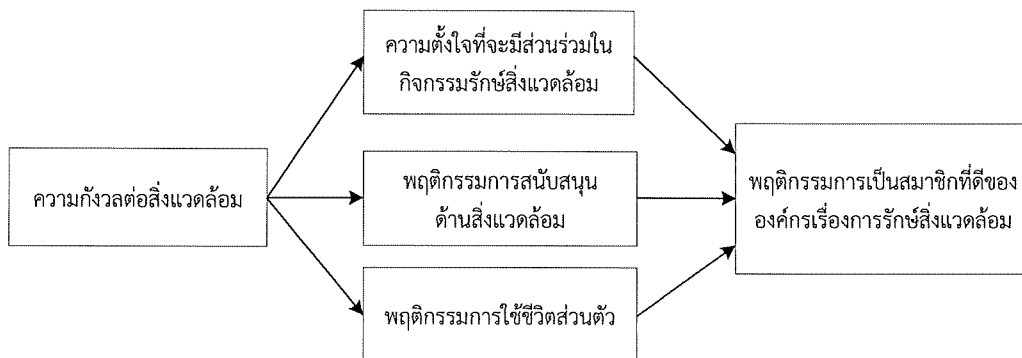 ความตั้งใจที่จะมีส่วนร่วมใน
กิจกรรมรักษ์สิ่งแวดล้อม
ความกังวลต่อสิ่งแวดล้อม
พฤติกรรมการสนับสนุน
ด้านสิ่งแวดล้อม
พฤติกรรมการใช้ชีวิตส่วนตัว
พฤติกรรมการเป็นสมาชิกที่ดีของ
องค์กรเรื่องการรักษ์สิ่งแวดล้อม